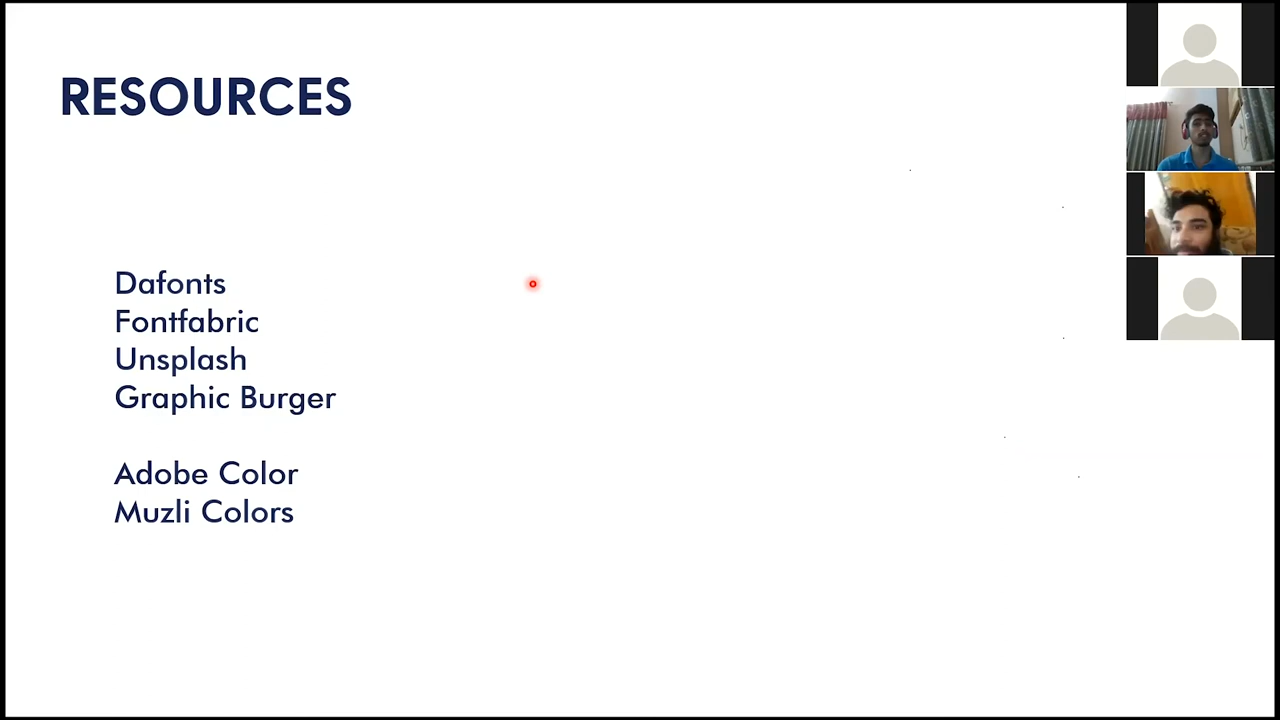 RESOURCES
Dafonts
Fontfabric
Unsplash
Graphic Burger
Adobe Color
Muzli Colors